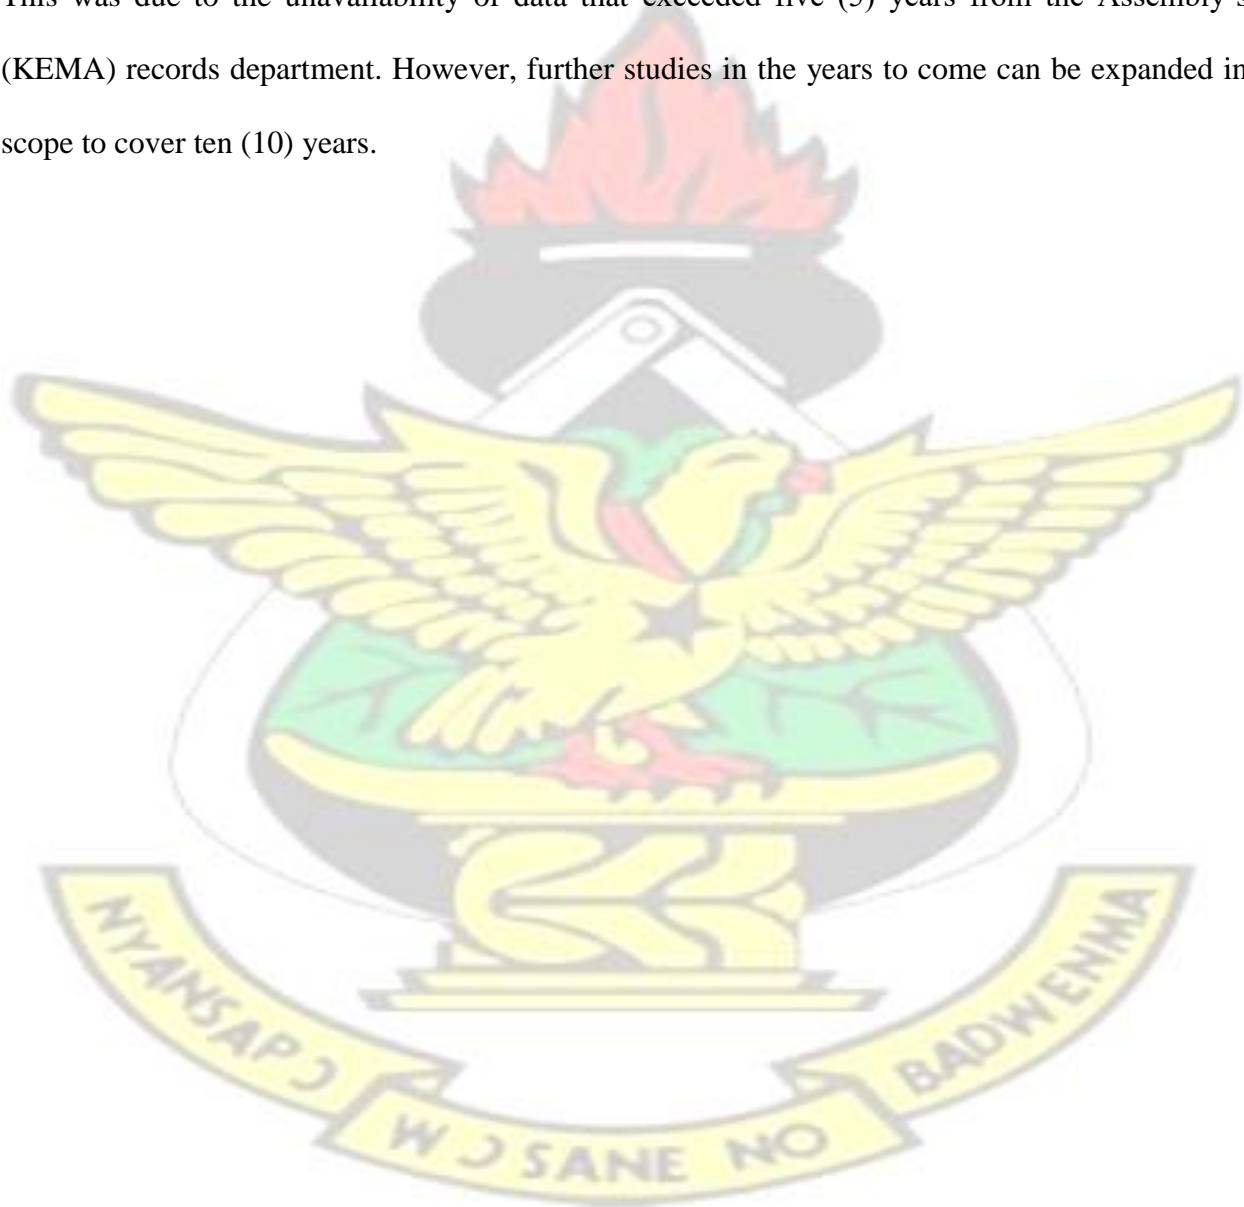 This was due to the unavailability of data that exceeded five (5) years from the Assembly's
(KEMA) records department. However, further studies in the years to come can be expanded in
scope to cover ten (10) years.
NYANSAPƆ
WƆSANE NO
BADWENMA